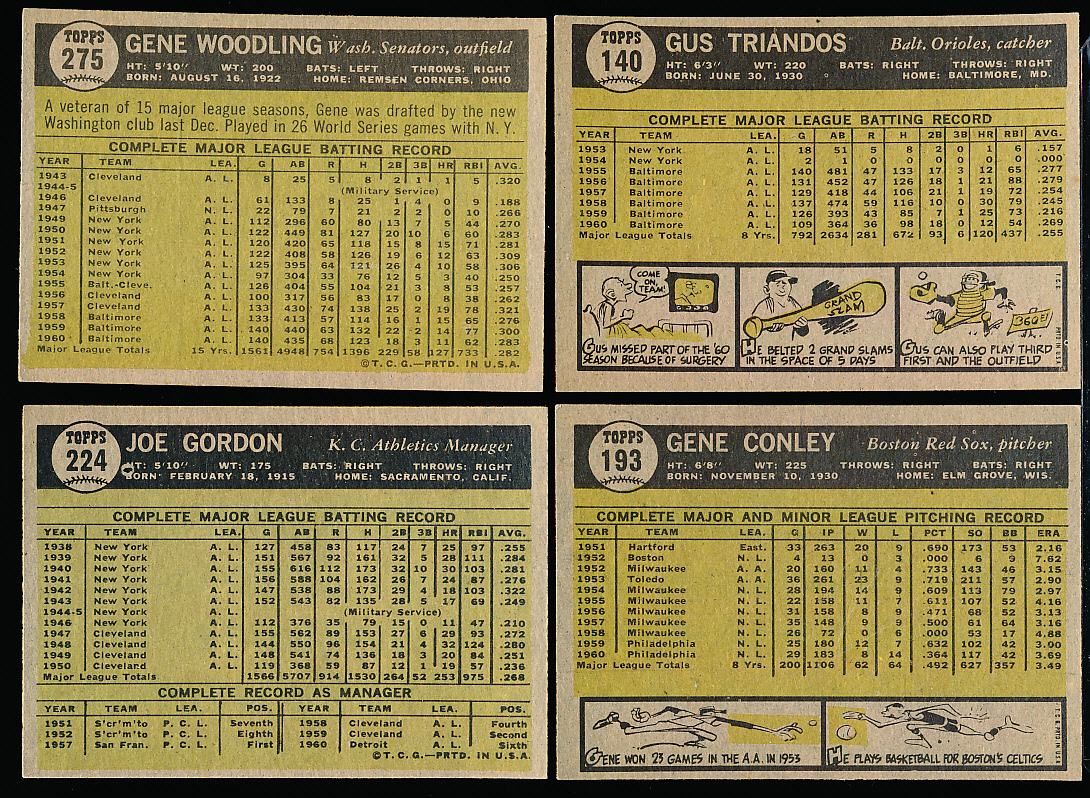 TOPPS
275
GENE WOODLING Wash. Senators, outfield
HT: 5'10" WT: 200 BATS: LEFT THROWS: RIGHT
BORN: AUGUST 16, 1922 HOME: REMSEN CORNERS, OHIO
A veteran of 15 major league seasons, Gene was drafted by the new
Washington club last Dec. Played in 26 World Series games with N. Y.
COMPLETE MAJOR LEAGUE BATTING RECORD
YEAR TEAM LEA. G AB R H 2B 3B HR RBI AVG.
1943 Cleveland A. L. 8 25 5 8 2 1 1 5 .320
1944-5 (Military Service)
1946 Cleveland A. L. 61 133 8 25 1 4 0 9 .188
1947 Pittsburgh N. L. 22 79 7 21 2 2 0 10 .266
1949 New York A. L. 112 296 60 80 13 7 5 44 .270
1950 New York A. L. 122 449 81 127 20 10 6 60 .283
1951 New York A. L. 120 420 65 118 15 8 15 71 .281
1952 New York A. L. 122 408 58 126 19 6 12 63 .309
1953 New York A. L. 125 395 64 121 26 4 10 58 .306
1954 New York A. L. 97 304 33 76 12 5 3 40 .250
1955 Balt.-Cleve. A. L. 126 404 55 104 21 3 8 53 .257
1956 Cleveland A. L. 100 317 56 83 17 0 8 38 .262
1957 Cleveland A. L. 133 430 74 138 25 2 19 78 .321
1958 Baltimore A. L. 133 413 57 114 16 1 15 65 .276
1959 Baltimore A. L. 140 440 63 132 22 2 14 77 .300
1960 Baltimore A. L. 140 435 68 123 18 3 11 62 .283
Major League Totals 15 Yrs. 1561 4948 754 1396 229 58 127 733 .282
©T. C. G.—PRTD. IN U.S.A.
TOPPS
140
GUS TRIANDOS Balt. Orioles, catcher
HT: 6'3" WT: 220 BATS: RIGHT THROWS: RIGHT
BORN: JUNE 30, 1930 HOME: BALTIMORE, MD.
COMPLETE MAJOR LEAGUE BATTING RECORD
YEAR TEAM LEA. G AB R H 2B 3B HR RBI AVG.
1953 New York A. L. 18 51 5 8 2 0 1 6 .157
1954 New York A. L. 2 1 0 0 0 0 0 0 .000
1955 Baltimore A. L. 140 481 47 133 17 3 12 65 .277
1956 Baltimore A. L. 131 452 47 126 18 1 21 88 .279
1957 Baltimore A. L. 129 418 44 106 21 1 19 72 .254
1958 Baltimore A. L. 137 474 59 116 10 0 30 79 .245
1959 Baltimore A. L. 126 393 43 85 7 1 25 73 .216
1960 Baltimore A. L. 109 364 36 98 18 0 12 54 .269
Major League Totals 8 Yrs. 792 2634 281 672 93 6 120 437 .255
COME ON, TEAM!
GUS MISSED PART OF THE '60
SEASON BECAUSE OF SURGERY
GRAND SLAM
HE BELTED 2 GRAND SLAMS
IN THE SPACE OF 5 DAYS
GUS CAN ALSO PLAY THIRD
FIRST AND THE OUTFIELD
T.C.G. PRTD IN U.S.A.
TOPPS
224
JOE GORDON K. C. Athletics Manager
HT: 5'10" WT: 175 BATS: RIGHT THROWS: RIGHT
BORN: FEBRUARY 18, 1915 HOME: SACRAMENTO, CALIF.
COMPLETE MAJOR LEAGUE BATTING RECORD
YEAR TEAM LEA. G AB R H 2B 3B HR RBI AVG.
1938 New York A. L. 127 458 83 117 24 7 25 97 .255
1939 New York A. L. 151 567 92 161 32 5 28 111 .284
1940 New York A. L. 155 616 112 173 32 10 30 103 .281
1941 New York A. L. 156 588 104 162 26 7 24 87 .276
1942 New York A. L. 147 538 88 173 29 4 18 103 .322
1943 New York A. L. 152 543 82 135 28 5 17 69 .249
1944-5 New York A. L. (Military Service)
1946 New York A. L. 112 376 35 79 15 0 11 47 .210
1947 Cleveland A. L. 155 562 89 153 27 6 29 93 .272
1948 Cleveland A. L. 144 550 96 154 21 4 32 124 .280
1949 Cleveland A. L. 148 541 74 136 18 3 20 84 .251
1950 Cleveland A. L. 119 368 59 87 12 1 19 57 .236
Major League Totals 1566 5707 914 1530 264 52 253 975 .268
COMPLETE RECORD AS MANAGER
YEAR TEAM LEA. POS. YEAR TEAM LEA. POS.
1951 S'cr'm'to P. C. L. Seventh 1958 Cleveland A. L. Fourth
1952 S'cr'm'to P. C. L. Eighth 1959 Cleveland A. L. Second
1957 San Fran. P. C. L. First 1960 Detroit A. L. Sixth
©T.C.G.—PRTD. IN U.S.A.
TOPPS
193
GENE CONLEY Boston Red Sox, pitcher
HT: 6'8" WT: 225 THROWS: RIGHT BATS: RIGHT
BORN: NOVEMBER 10, 1930 HOME: ELM GROVE, WIS.
COMPLETE MAJOR AND MINOR LEAGUE PITCHING RECORD
YEAR TEAM LEA. G IP W L PCT SO BB ERA
1951 Hartford East. 33 263 20 9 .690 173 53 2.16
1952 Boston N. L. 4 13 0 3 .000 6 9 7.62
1952 Milwaukee A. A. 20 160 11 4 .733 143 46 3.15
1953 Toledo A. A. 36 261 23 9 .719 211 57 2.90
1954 Milwaukee N. L. 28 194 14 9 .609 113 79 2.97
1955 Milwaukee N. L. 22 158 11 7 .611 107 52 4.16
1956 Milwaukee N. L. 31 158 8 9 .471 68 52 3.13
1957 Milwaukee N. L. 35 148 9 9 .500 61 64 3.16
1958 Milwaukee N. L. 26 72 0 6 .000 53 17 4.88
1959 Philadelphia N. L. 25 180 12 7 .632 102 42 3.00
1960 Philadelphia N. L. 29 183 8 14 .364 117 42 3.69
Major League Totals 8 Yrs. 200 1106 62 64 .492 627 357 3.49
GENE WON 23 GAMES IN THE A.A. IN 1953
HE PLAYS BASKETBALL FOR BOSTON'S CELTICS
T.C.G. PRTD IN U.S.A.